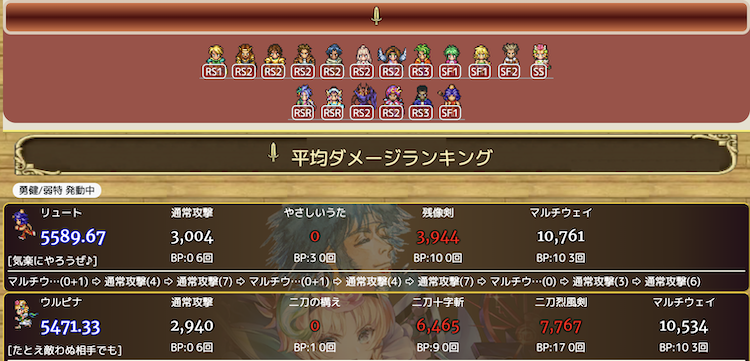 RS1 RS2 RS2 RS2 RS2 RS2 RS2 RS3 SF1 SF1 SF2 SS
RSR RSR RS2 RS2 RS3 SF1
平均ダメージランキング
勇健/弱特 発動中
リュート 通常攻撃 やさしいうた 残像剣 マルチウェイ
5589.67 3,004 0 3,944 10,761
[気楽にやろうぜ♪] BP:0 6回 BP:3 0回 BP:10 0回 BP:10 3回
マルチウ…(0+1) ⇨ 通常攻撃(4) ⇨ 通常攻撃(7) ⇨ マルチウ…(0+1) ⇨ 通常攻撃(4) ⇨ 通常攻撃(7) ⇨ マルチウ…(0) ⇨ 通常攻撃(3) ⇨ 通常攻撃(6)
ウルピナ 通常攻撃 二刀の構え 二刀十字斬 二刀烈風剣 マルチウェイ
5471.33 2,940 0 6,465 7,767 10,534
[たとえ敵わぬ相手でも] BP:0 6回 BP:1 0回 BP:9 0回 BP:17 0回 BP:10 3回